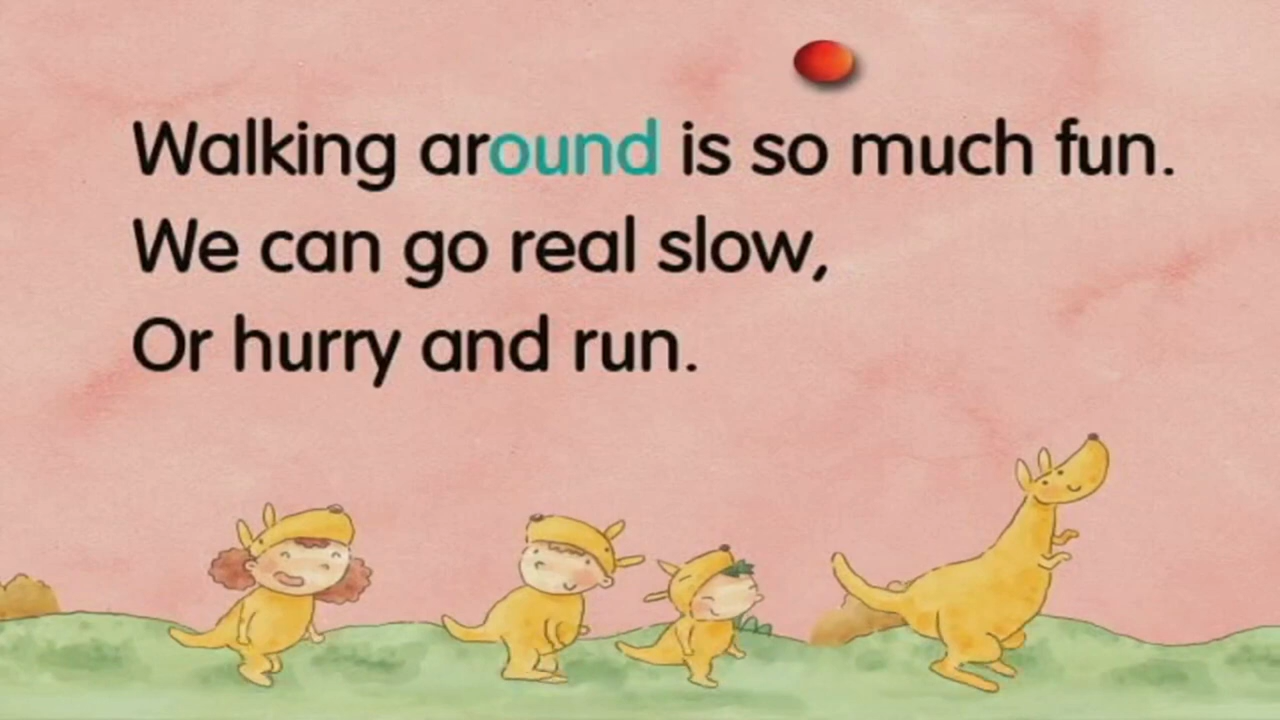 Walking around is so much fun.
We can go real slow,
Or hurry and run.